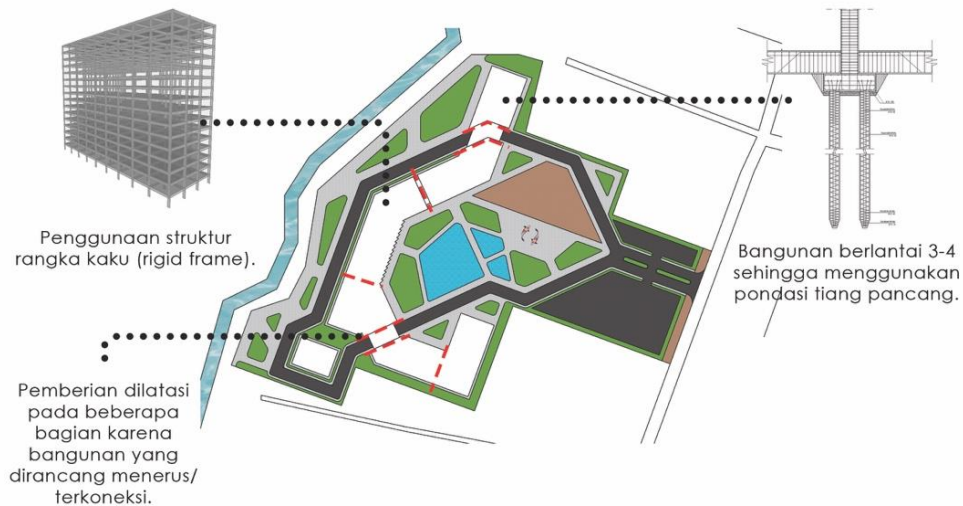 Penggunaan struktur
rangka kaku (rigid frame).
Bangunan berlantai 3-4
sehingga menggunakan
pondasi tiang pancang.
Pemberian dilatasi
pada beberapa
bagian karena
bangunan yang
dirancang menerus/
terkoneksi.